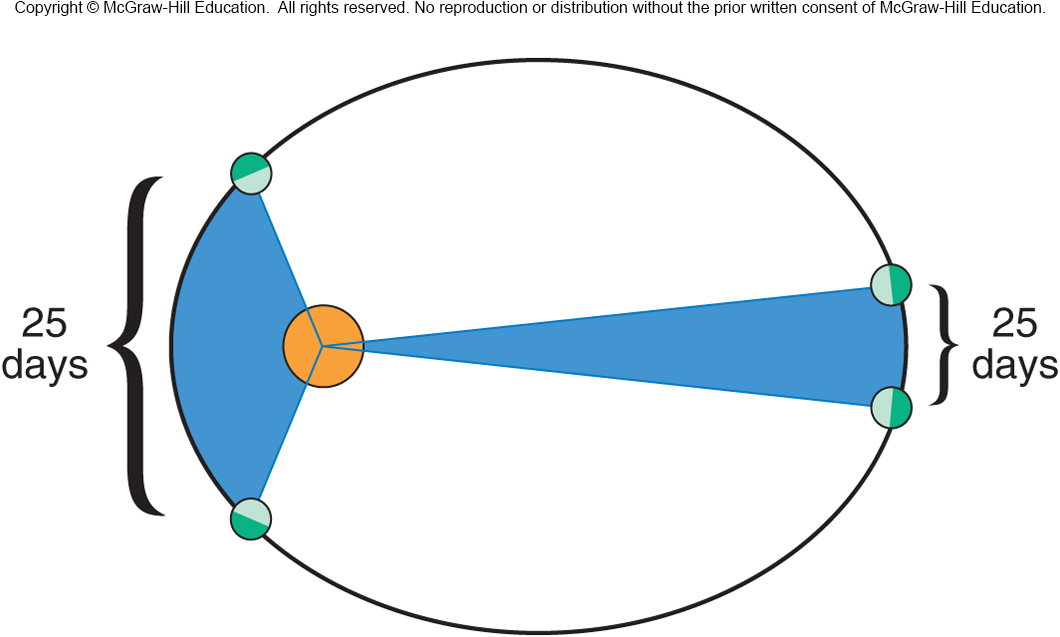 Copyright © McGraw-Hill Education.  All rights reserved. No reproduction or distribution without the prior written consent of McGraw-Hill Education.
25
days
25
days